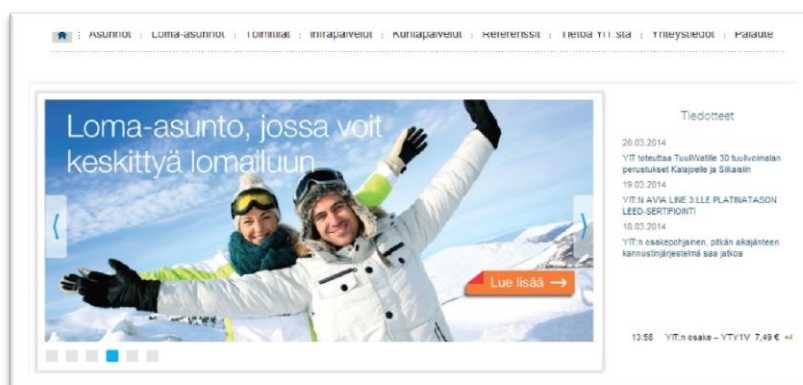 Asunnot Loma-asunnot Toimitilat Infrapalvelut Kuntapalvelut Referenssit Tietoa YIT:stä Yhteystiedot Palaute
Loma-asunto, jossa voit
keskittyä lomailuun
Lue lisää
Tiedotteet
20.03.2014
YIT toteuttaa TuuliWatille 30 tuulivoimalan
perustukset Kalajoelle ja Siikaisiin
19.03.2014
YIT:N AVIA LINE 3:LLE PLATINATASON
LEED-SERTIFIOINTI
18.03.2014
YIT:n osakepohjainen, pitkän aikajänteen
kannustinjärjestelmä saa jatkoa
13:58 YIT:n osake – YTY1V 7,49 €